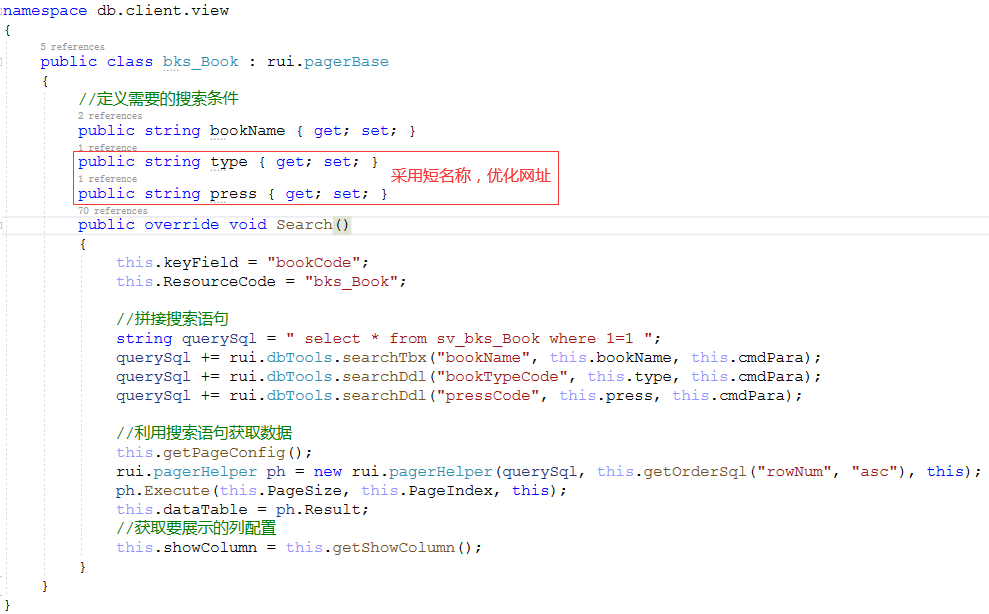 namespace db.client.view
{
5 references
public class bks_Book : rui.pagerBase
{
//定义需要的搜索条件
2 references
public string bookName { get; set; }
1 reference
public string type { get; set; }
采用短名称，优化网址
1 reference
public string press { get; set; }
70 references
public override void Search()
{
this.keyField = "bookCode";
this.ResourceCode = "bks_Book";
//拼接搜索语句
string querySql = " select * from sv_bks_Book where 1=1 ";
querySql += rui.dbTools.searchTbx("bookName", this.bookName, this.cmdPara);
querySql += rui.dbTools.searchDdl("bookTypeCode", this.type, this.cmdPara);
querySql += rui.dbTools.searchDdl("pressCode", this.press, this.cmdPara);
//利用搜索语句获取数据
this.getPageConfig();
rui.pagerHelper ph = new rui.pagerHelper(querySql, this.getOrderSql("rowNum", "asc"), this);
ph.Execute(this.PageSize, this.PageIndex, this);
this.dataTable = ph.Result;
//获取要展示的列配置
this.showColumn = this.getShowColumn();
}
}
}